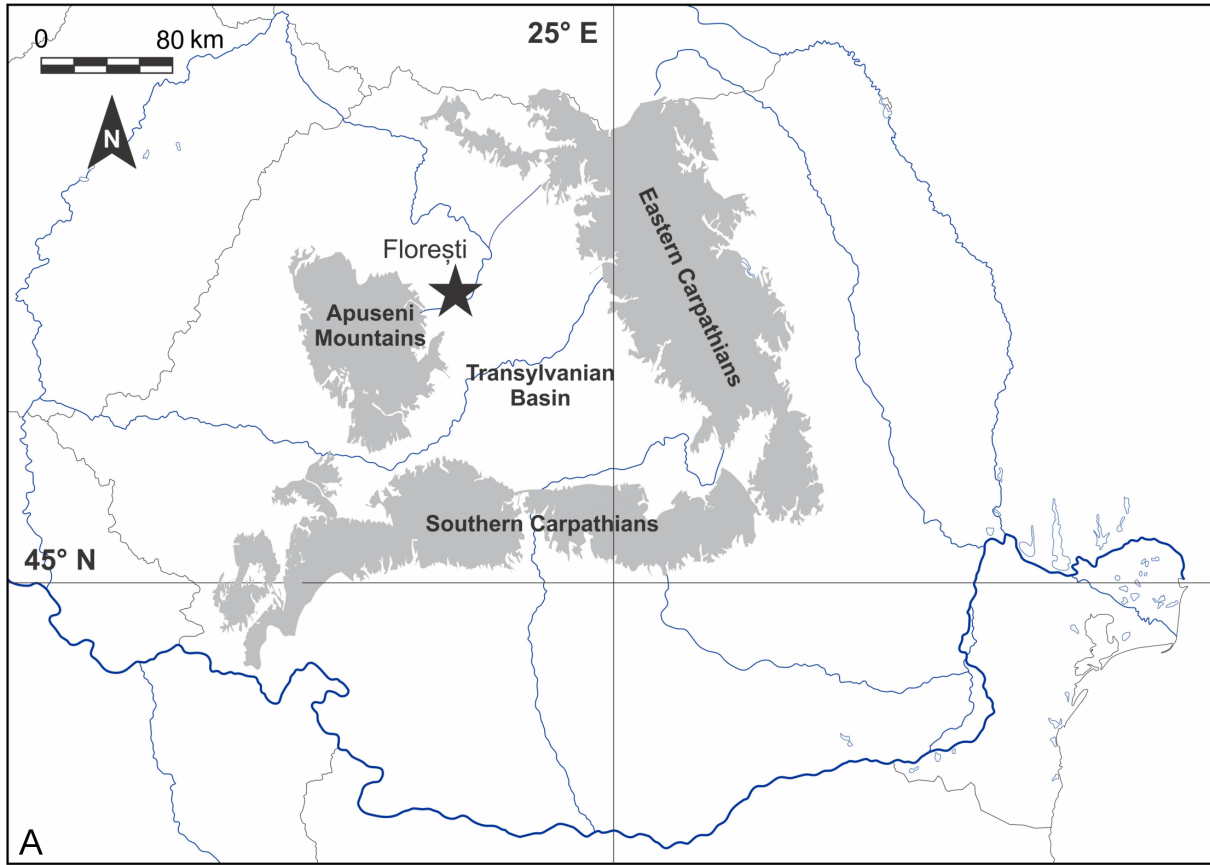 0 80 km
25° E
N
Florești
Apuseni
Mountains
Eastern Carpathians
Transylvanian
Basin
Southern Carpathians
45° N
A